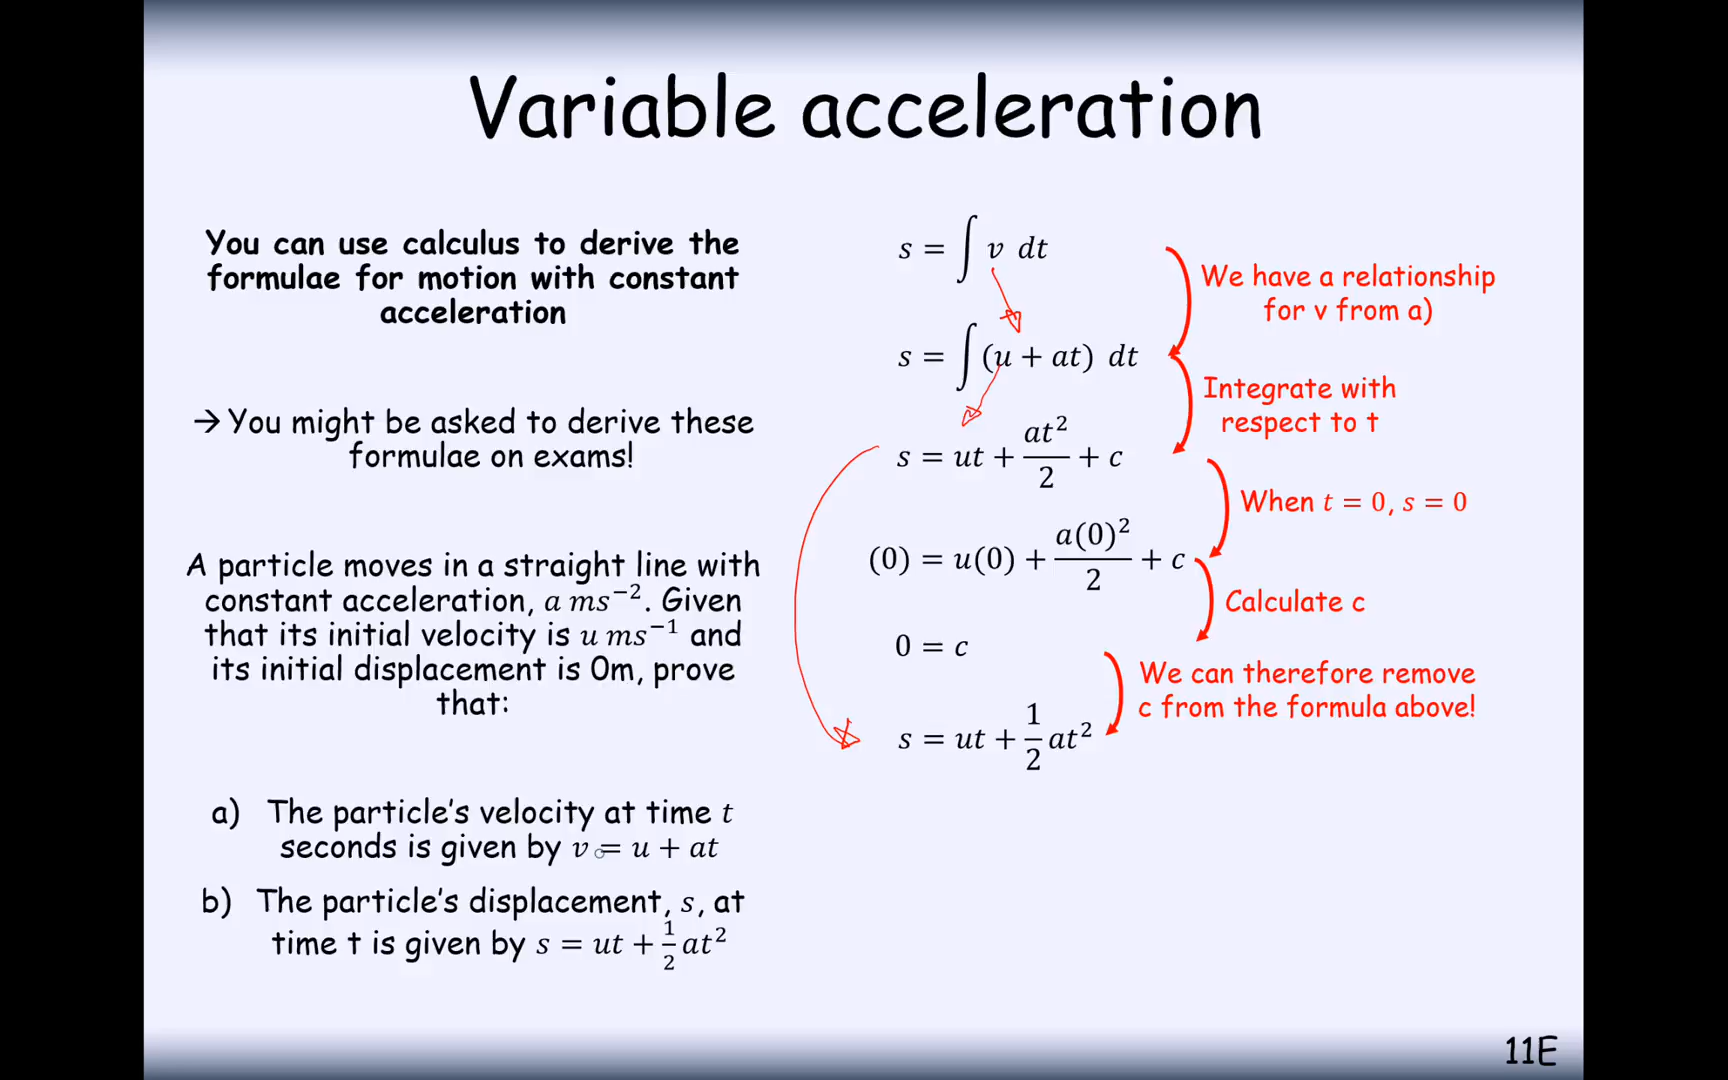 Variable acceleration
You can use calculus to derive the
formulae for motion with constant
acceleration
→ You might be asked to derive these
formulae on exams!
A particle moves in a straight line with
constant acceleration, a ms⁻². Given
that its initial velocity is u ms⁻¹ and
its initial displacement is 0m, prove
that:
a) The particle's velocity at time t
seconds is given by v = u + at
b) The particle's displacement, s, at
time t is given by s = ut + 1/2 at²
s = ∫ v dt
We have a relationship
for v from a)
s = ∫ (u + at) dt
Integrate with
respect to t
s = ut + at²/2 + c
When t = 0, s = 0
(0) = u(0) + a(0)²/2 + c
Calculate c
0 = c
We can therefore remove
c from the formula above!
s = ut + 1/2 at²
11E